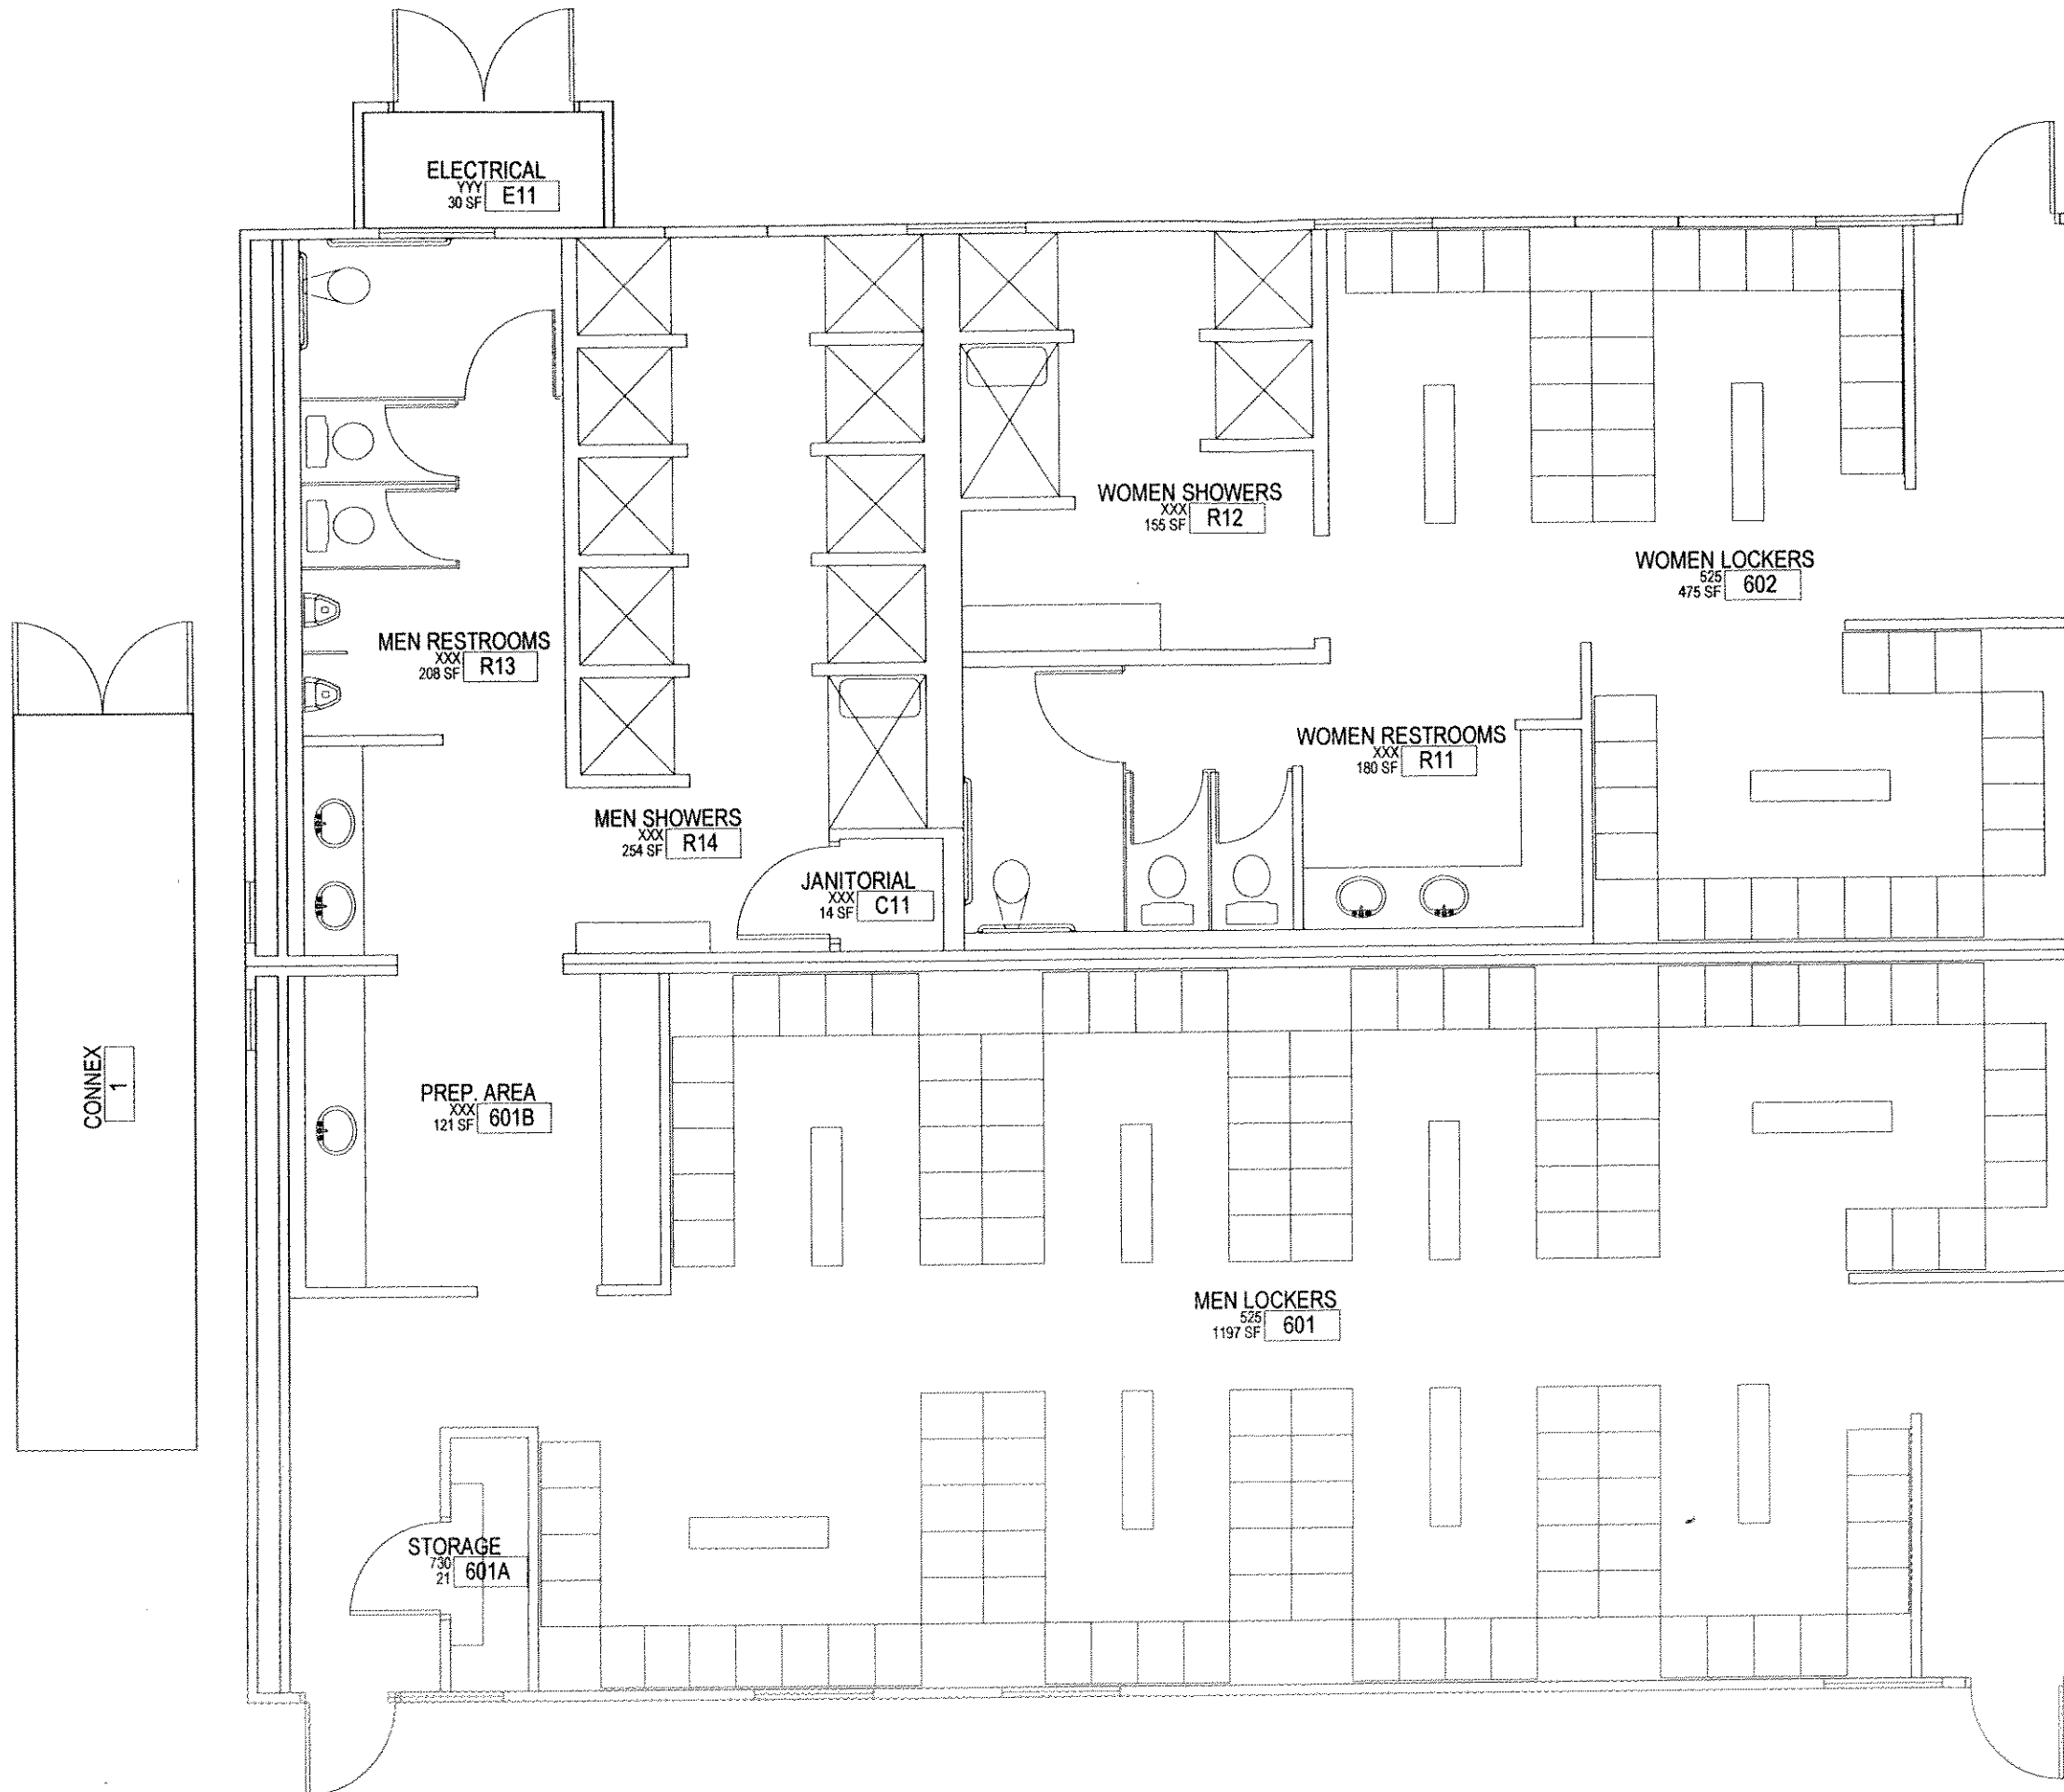 ELECTRICAL
YYY
30 SF E11
WOMEN SHOWERS
XXX
155 SF R12
WOMEN LOCKERS
525
475 SF 602
MEN RESTROOMS
XXX
208 SF R13
WOMEN RESTROOMS
XXX
180 SF R11
MEN SHOWERS
XXX
254 SF R14
JANITORIAL
XXX
14 SF C11
CONNEX
1
PREP. AREA
XXX
121 SF 601B
MEN LOCKERS
525
1197 SF 601
STORAGE
730
21 601A